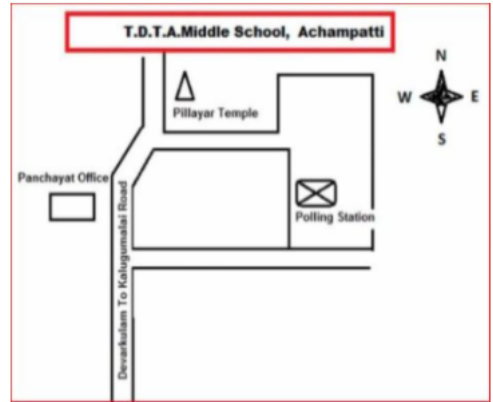 T.D.T.A.Middle School, Achampatti
N
W E
S
Pillayar Temple
Panchayat Office
Polling Station
Devarkulam To Kalugumalai Road